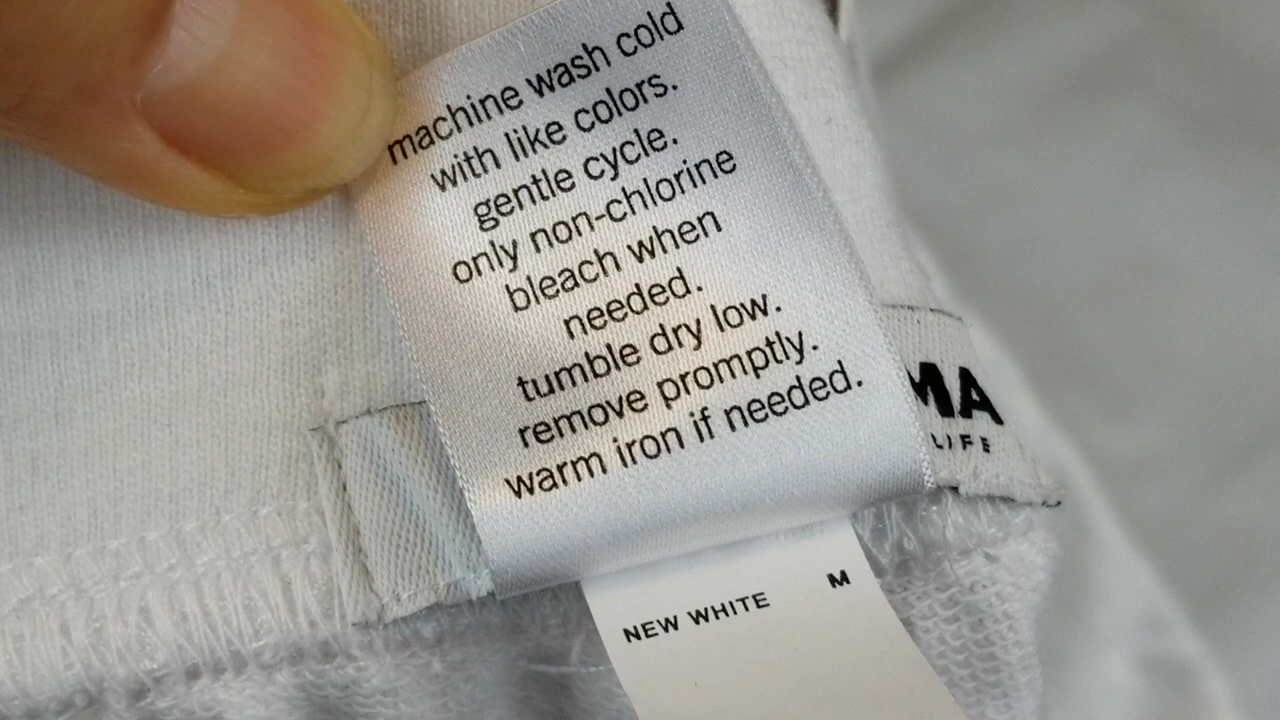 machine wash cold
with like colors.
gentle cycle.
only non-chlorine
bleach when
needed.
tumble dry low.
remove promptly.
warm iron if needed.
MA
LIFE
NEW WHITE M